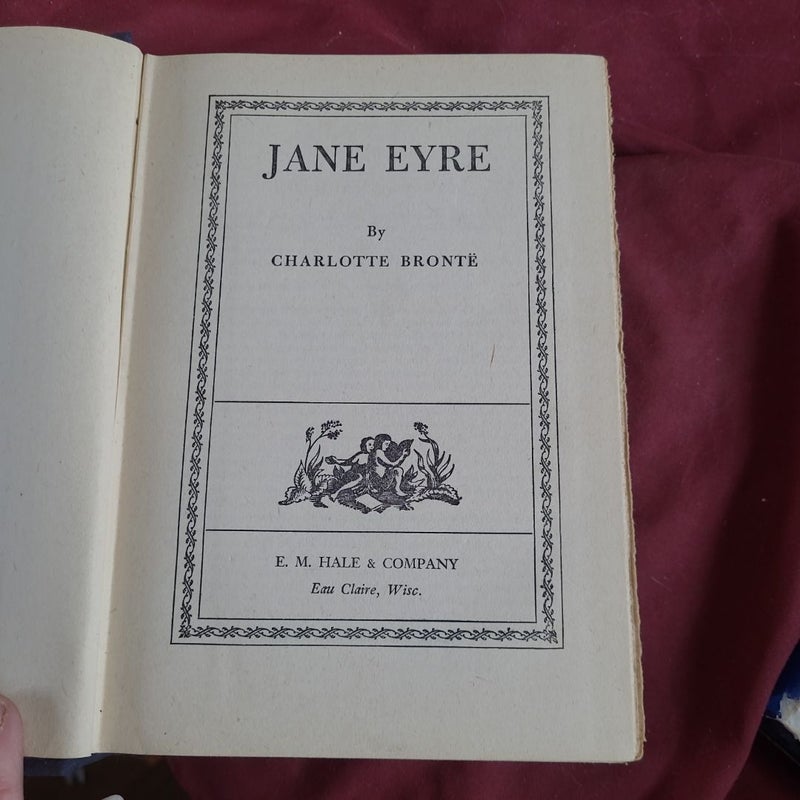 JANE EYRE
By
CHARLOTTE BRONTË
E. M. HALE & COMPANY
Eau Claire, Wisc.